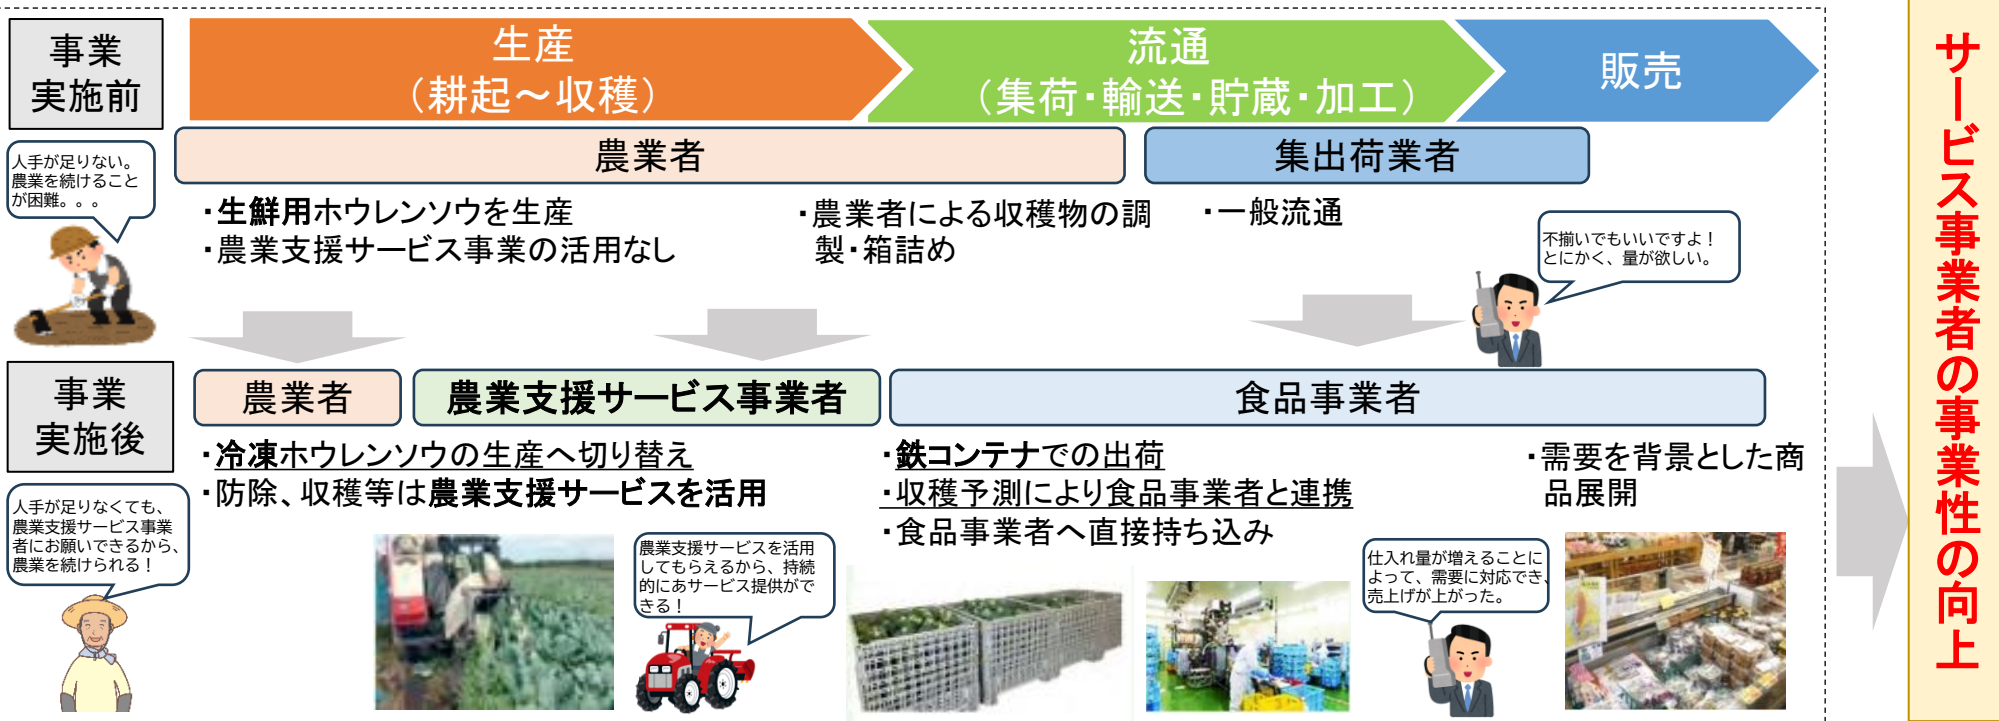 事業
実施前
生産
（耕起～収穫）
流通
（集荷・輸送・貯蔵・加工）
販売
農業者
集出荷業者
人手が足りない。
農業を続けること
が困難。。。
・生鮮用ホウレンソウを生産
・農業支援サービス事業の活用なし
・農業者による収穫物の調
製・箱詰め
・一般流通
不揃いでもいいですよ！
とにかく、量が欲しい。
事業
実施後
農業者
農業支援サービス事業者
食品事業者
・冷凍ホウレンソウの生産へ切り替え
・防除、収穫等は農業支援サービスを活用
・鉄コンテナでの出荷
・収穫予測により食品事業者と連携
・食品事業者へ直接持ち込み
・需要を背景とした商
品展開
人手が足りなくても、
農業支援サービス事業
者にお願いできるから、
農業を続けられる！
農業支援サービスを活用
してもらえるから、持続
的にあサービス提供がで
きる！
仕入れ量が増えることに
よって、需要に対応でき、
売上げが上がった。
サービス事業者の事業性の向上